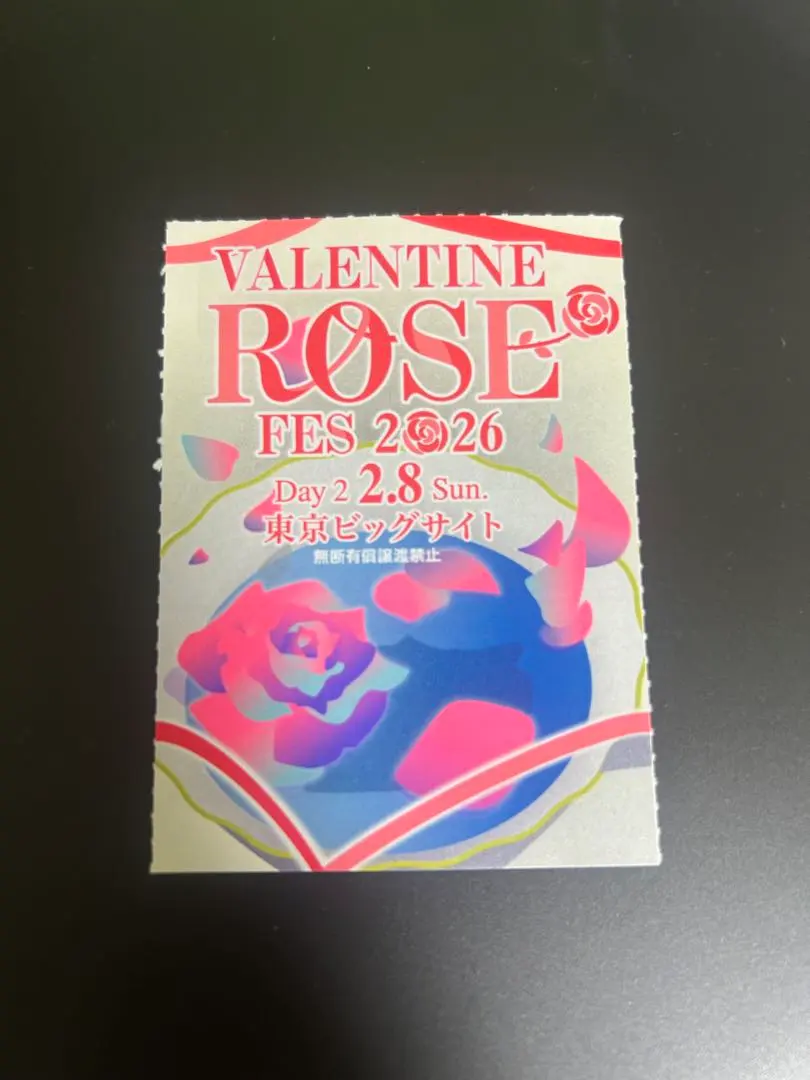 VALENTINE
ROSE
FES 2026
Day 2 2.8 Sun.
東京ビッグサイト
無断有償譲渡禁止